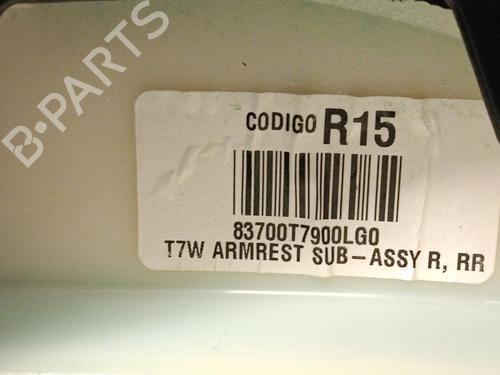 B-PARTS
CODIGO R15
83700T7900LG0
T7W ARMREST SUB-ASSY R, RR